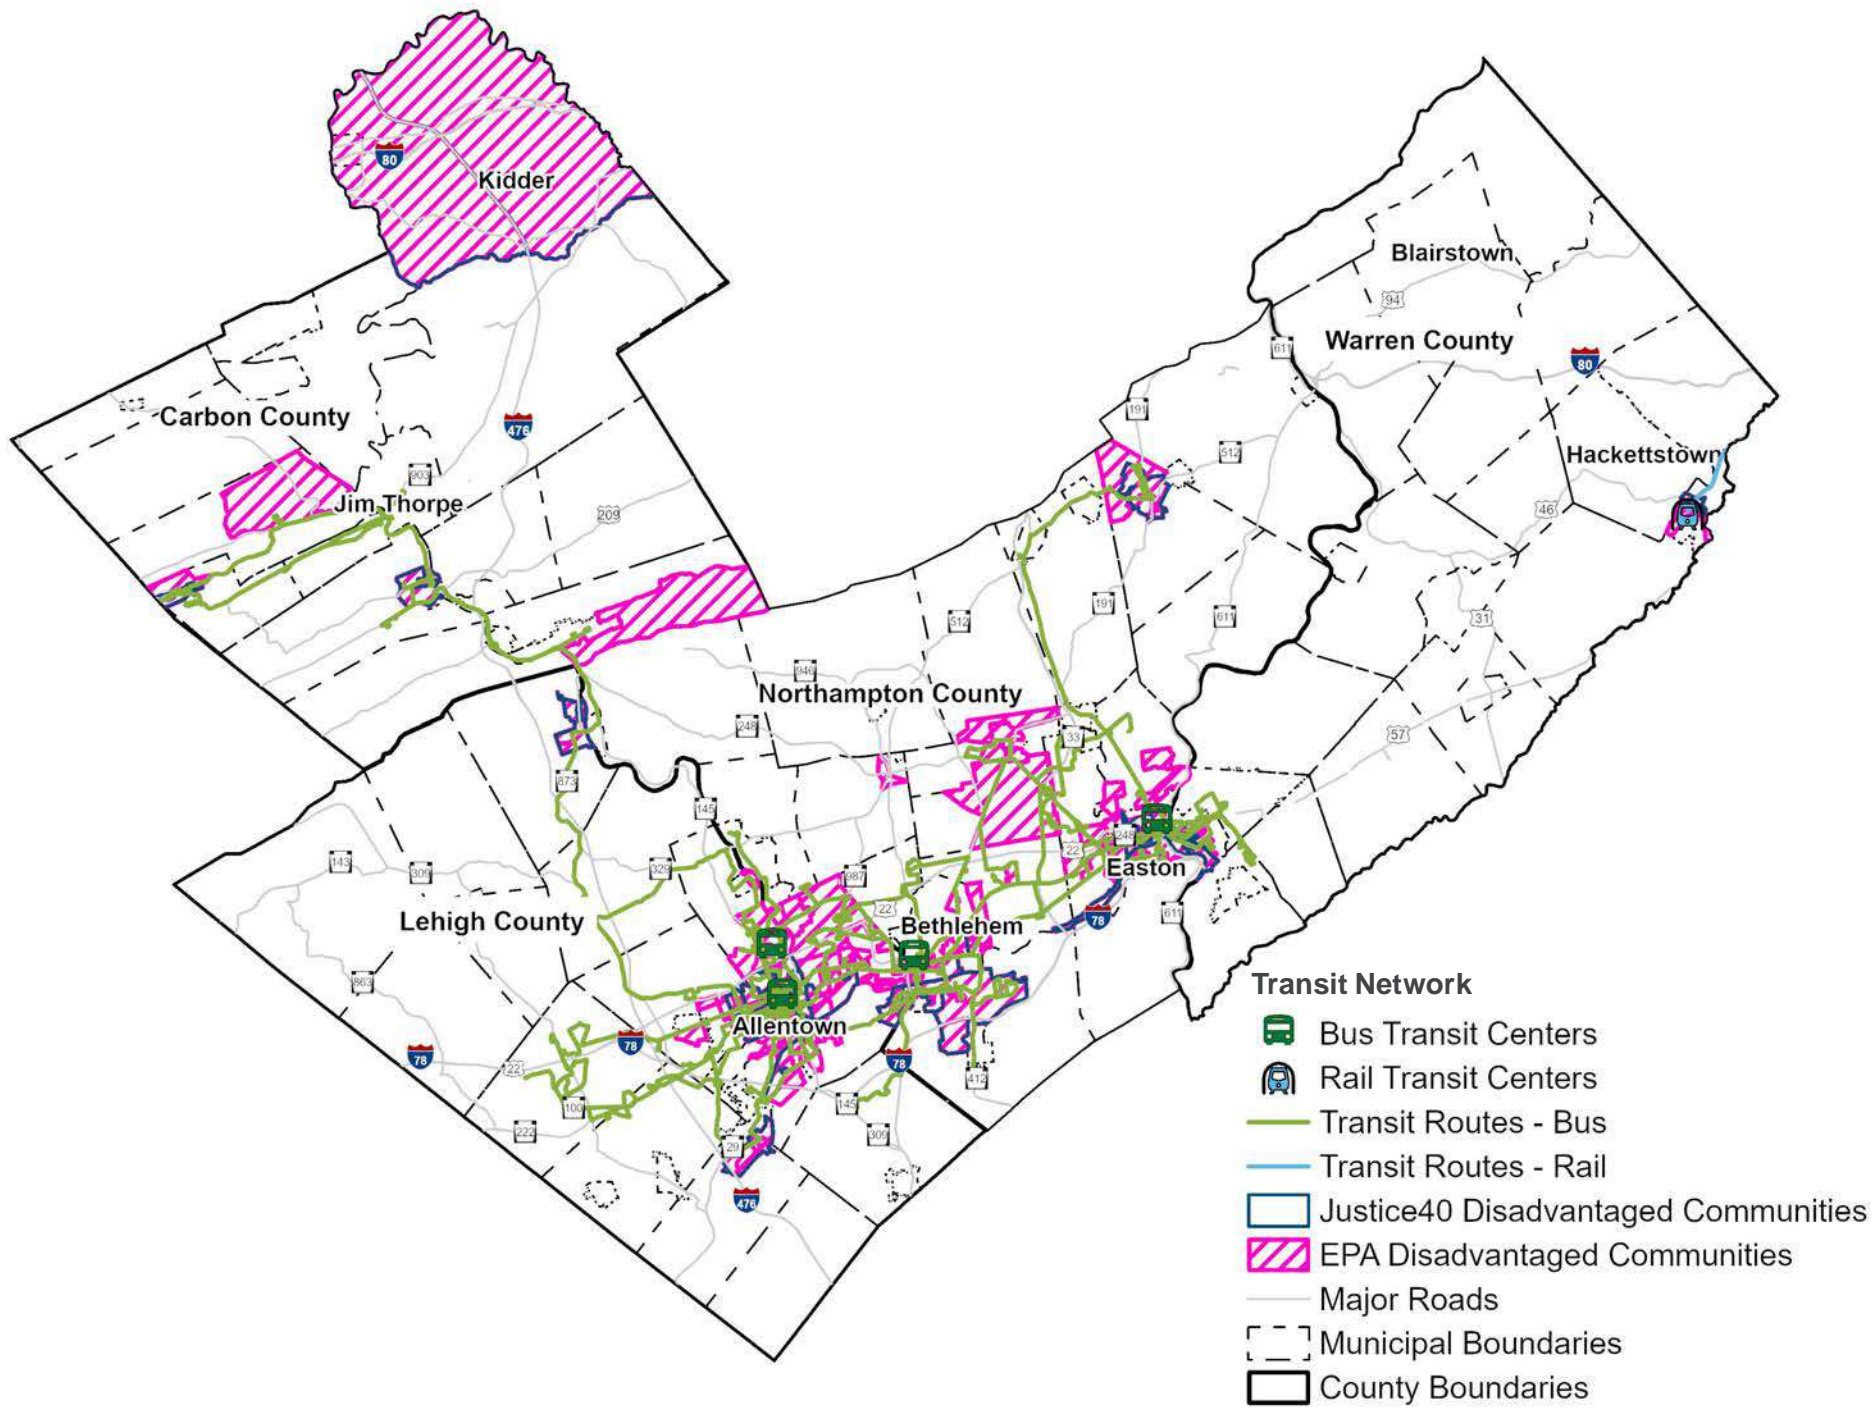 80
Kidder
Blairstown
94
Warren County
611
80
191
Carbon County
476
512
Hackettstown
903
Jim Thorpe
209
46
191
611
512
31
946
Northampton County
248
33
57
873
145
248
22
143
309
329
987
Easton
22
78
611
Lehigh County
Bethlehem
863
Allentown
78
78
22
78
412
100
145
222
29
309
476
Transit Network
Bus Transit Centers
Rail Transit Centers
Transit Routes - Bus
Transit Routes - Rail
Justice40 Disadvantaged Communities
EPA Disadvantaged Communities
Major Roads
Municipal Boundaries
County Boundaries